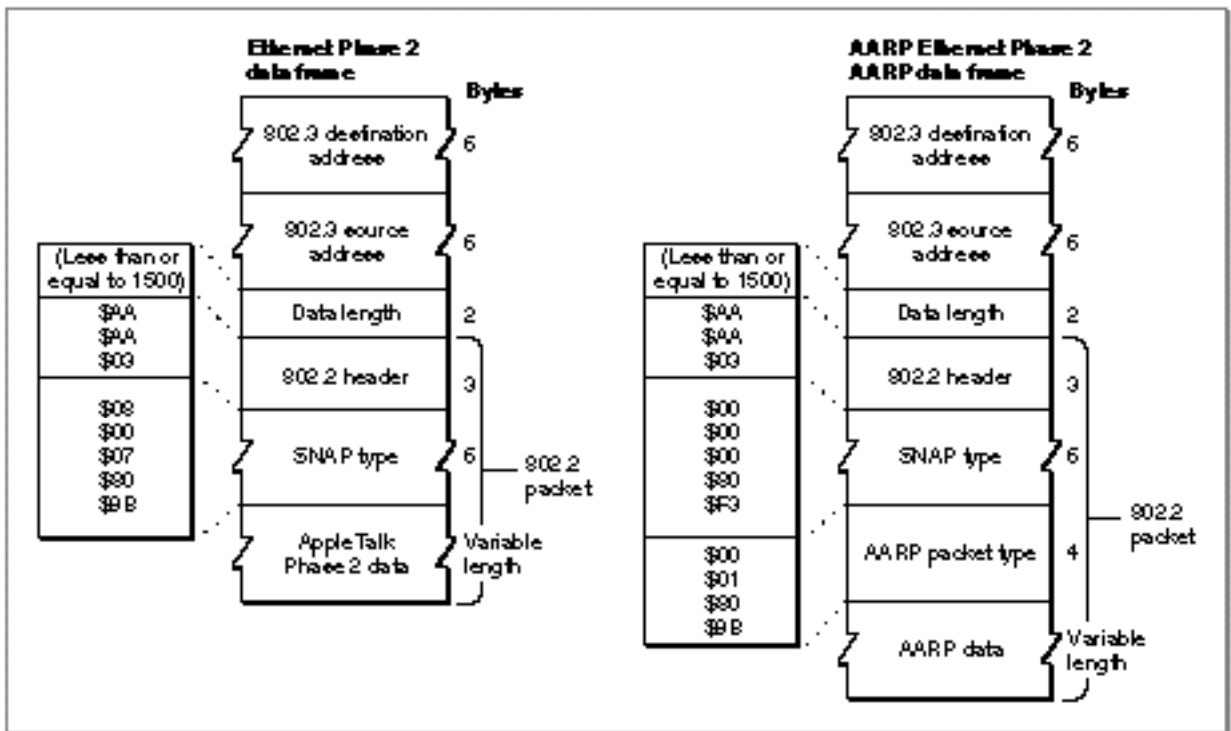 Ethernet Phase 2
data frame
Bytes
802.3 destination
address
6
802.3 source
address
6
Data length
2
802.2 header
3
SNAP type
6
AppleTalk
Phase 2 data
Variable
length
802.2
packet
(Less than or
equal to 1500)
$AA
$AA
$03
$08
$00
$07
$80
$9B
AARP Ethernet Phase 2
AARP data frame
Bytes
802.3 destination
address
6
802.3 source
address
6
Data length
2
802.2 header
3
SNAP type
6
AARP packet type
4
AARP data
Variable
length
802.2
packet
(Less than or
equal to 1500)
$AA
$AA
$03
$00
$00
$00
$80
$F3
$00
$01
$80
$9B